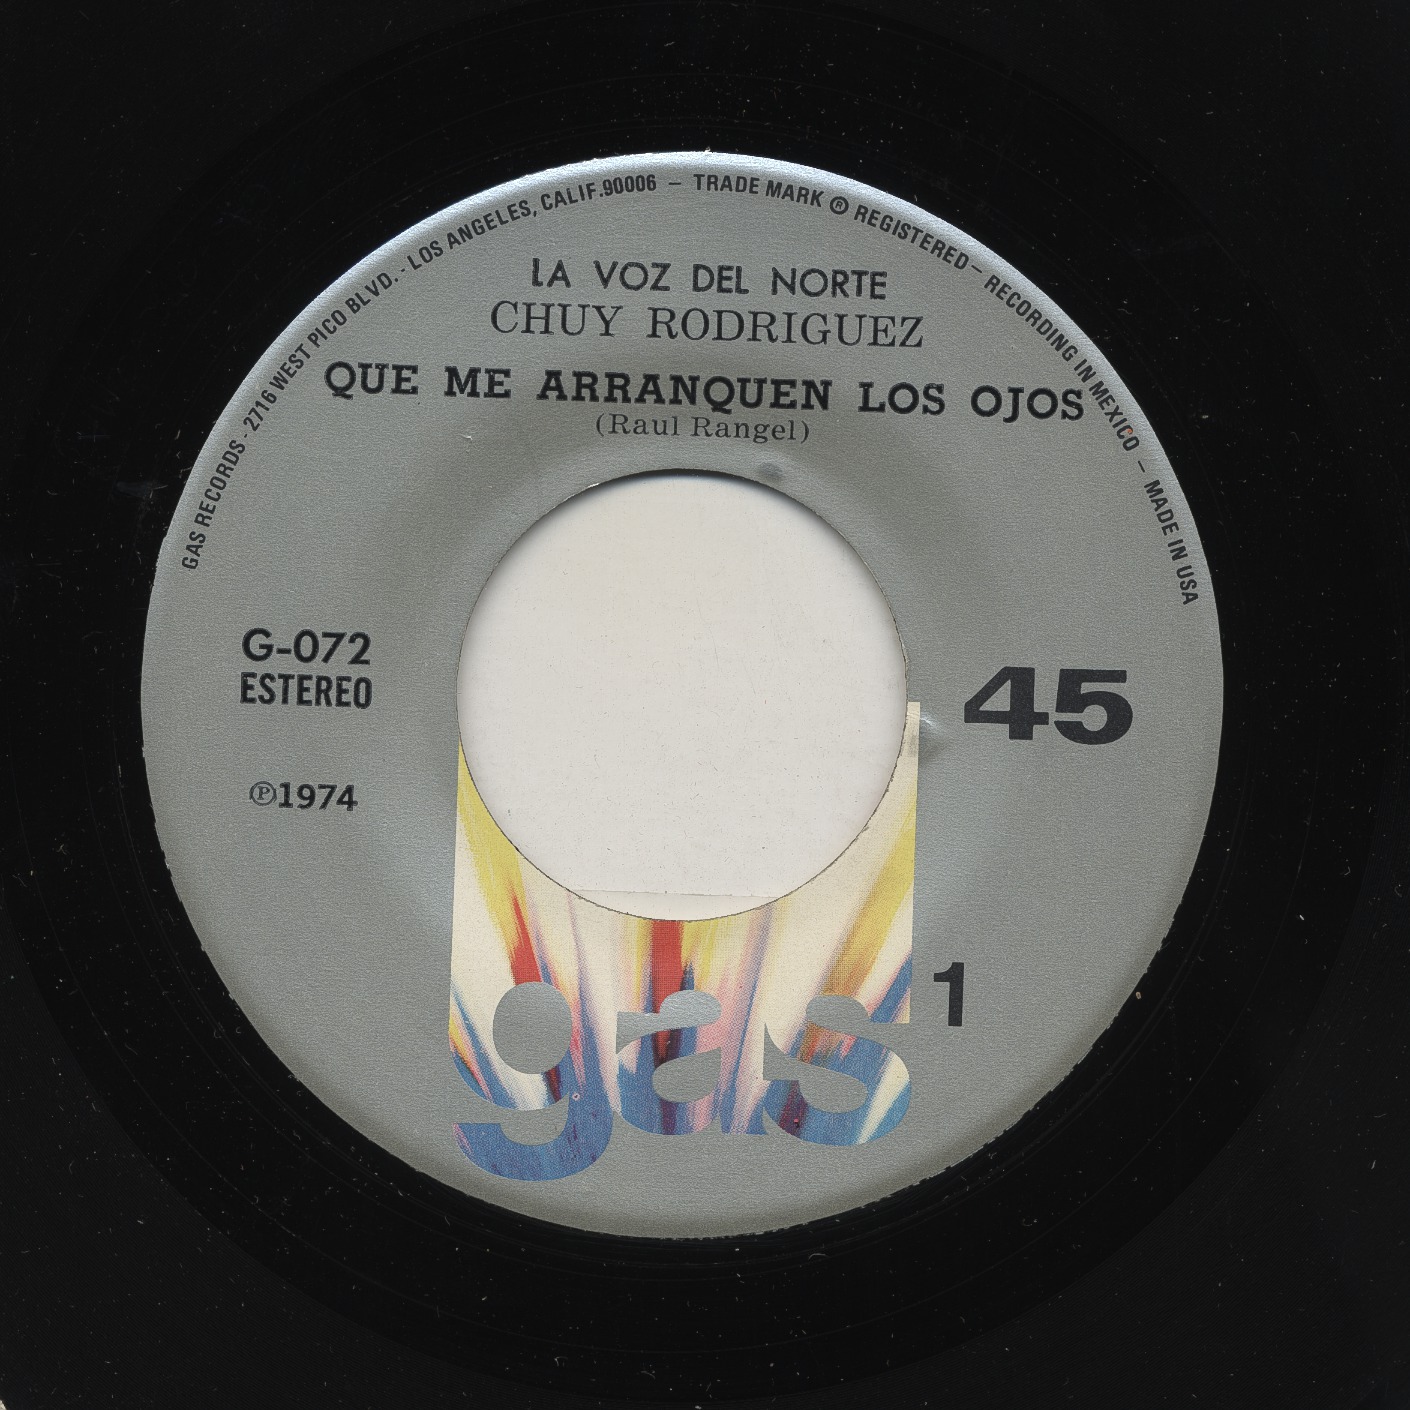 GAS RECORDS - 2716 WEST PICO BLVD. - LOS ANGELES, CALIF.90006 – TRADE MARK ® REGISTERED – RECORDING IN MEXICO – MADE IN USA
LA VOZ DEL NORTE
CHUY RODRIGUEZ
QUE ME ARRANQUEN LOS OJOS
(Raul Rangel)
G-072
ESTEREO
45
℗1974
1
gas